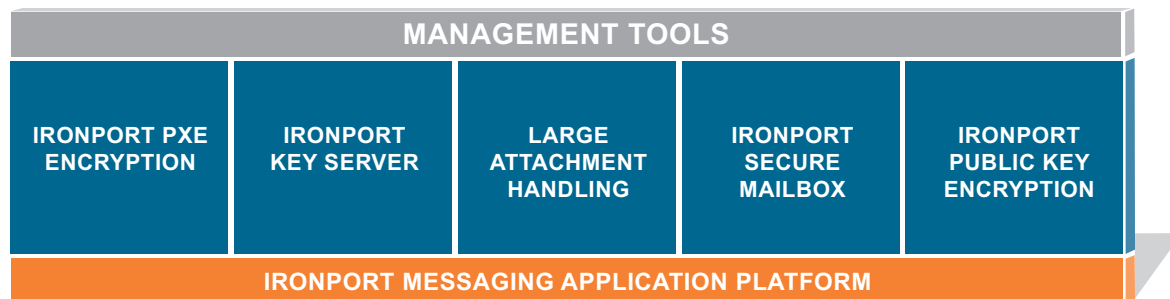 MANAGEMENT TOOLS
IRONPORT PXE
ENCRYPTION
IRONPORT
KEY SERVER
LARGE
ATTACHMENT
HANDLING
IRONPORT
SECURE
MAILBOX
IRONPORT
PUBLIC KEY
ENCRYPTION
IRONPORT MESSAGING APPLICATION PLATFORM